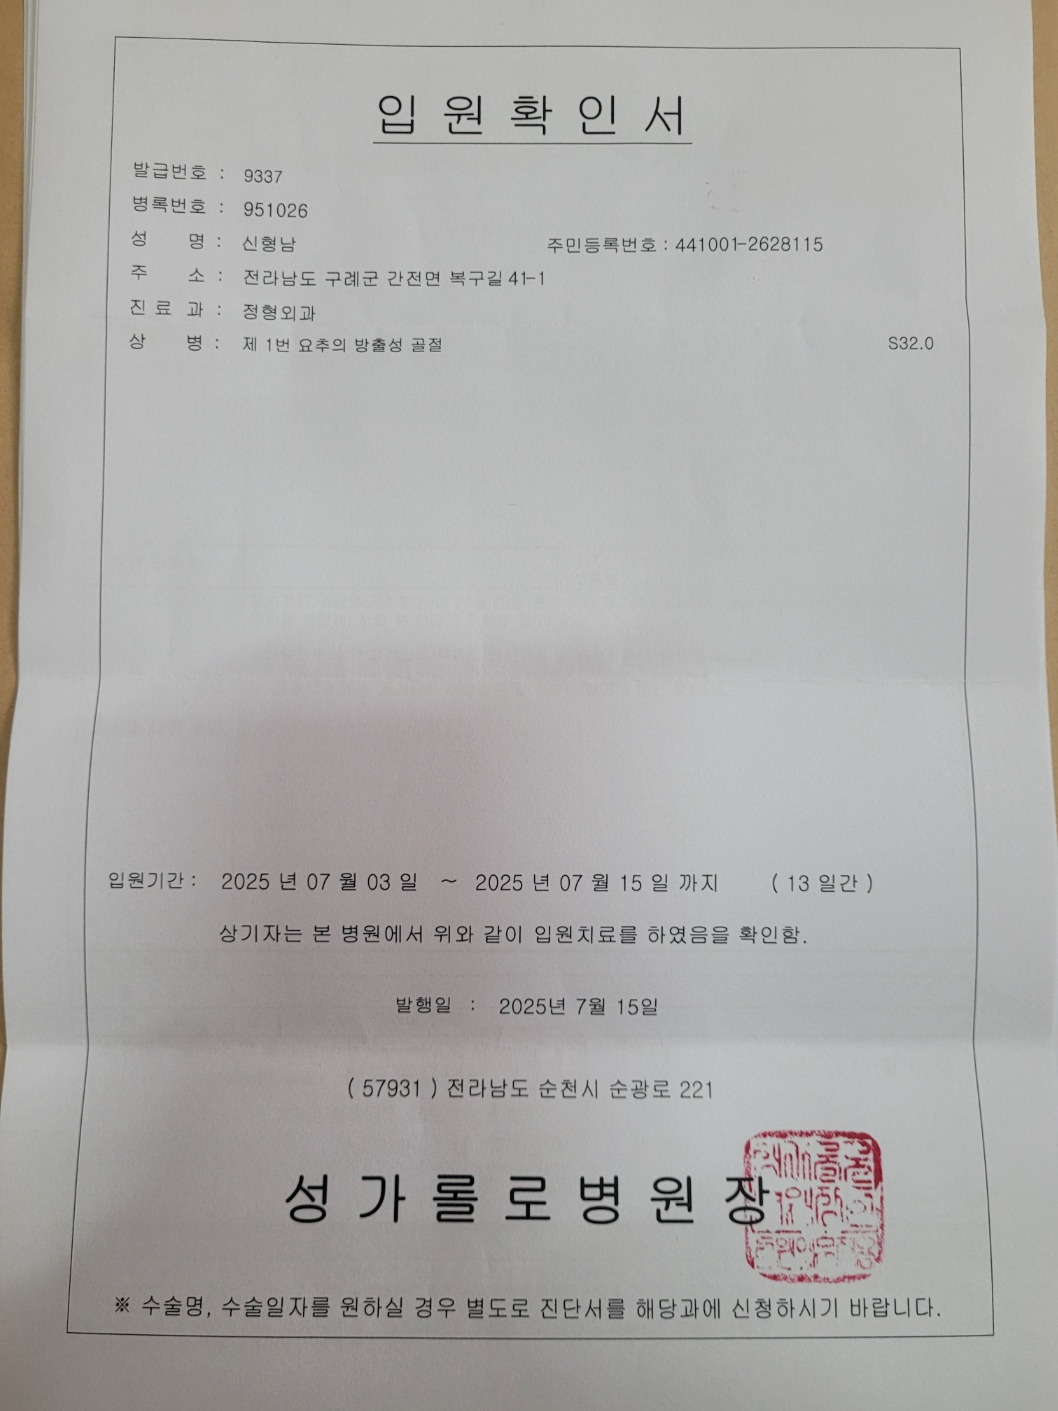 입원확인서
발급번호 : 9337
병록번호 : 951026
성 명 : 신형남 주민등록번호 : 441001-2628115
주 소 : 전라남도 구례군 간전면 복구길 41-1
진료과 : 정형외과
상 병 : 제 1번 요추의 방출성 골절 S32.0
입원기간 : 2025 년 07 월 03 일 ~ 2025 년 07 월 15 일 까지 ( 13 일간 )
상기자는 본 병원에서 위와 같이 입원치료를 하였음을 확인함.
발행일 : 2025년 7월 15일
( 57931 ) 전라남도 순천시 순광로 221
성가롤로병원장
※ 수술명, 수술일자를 원하실 경우 별도로 진단서를 해당과에 신청하시기 바랍니다.